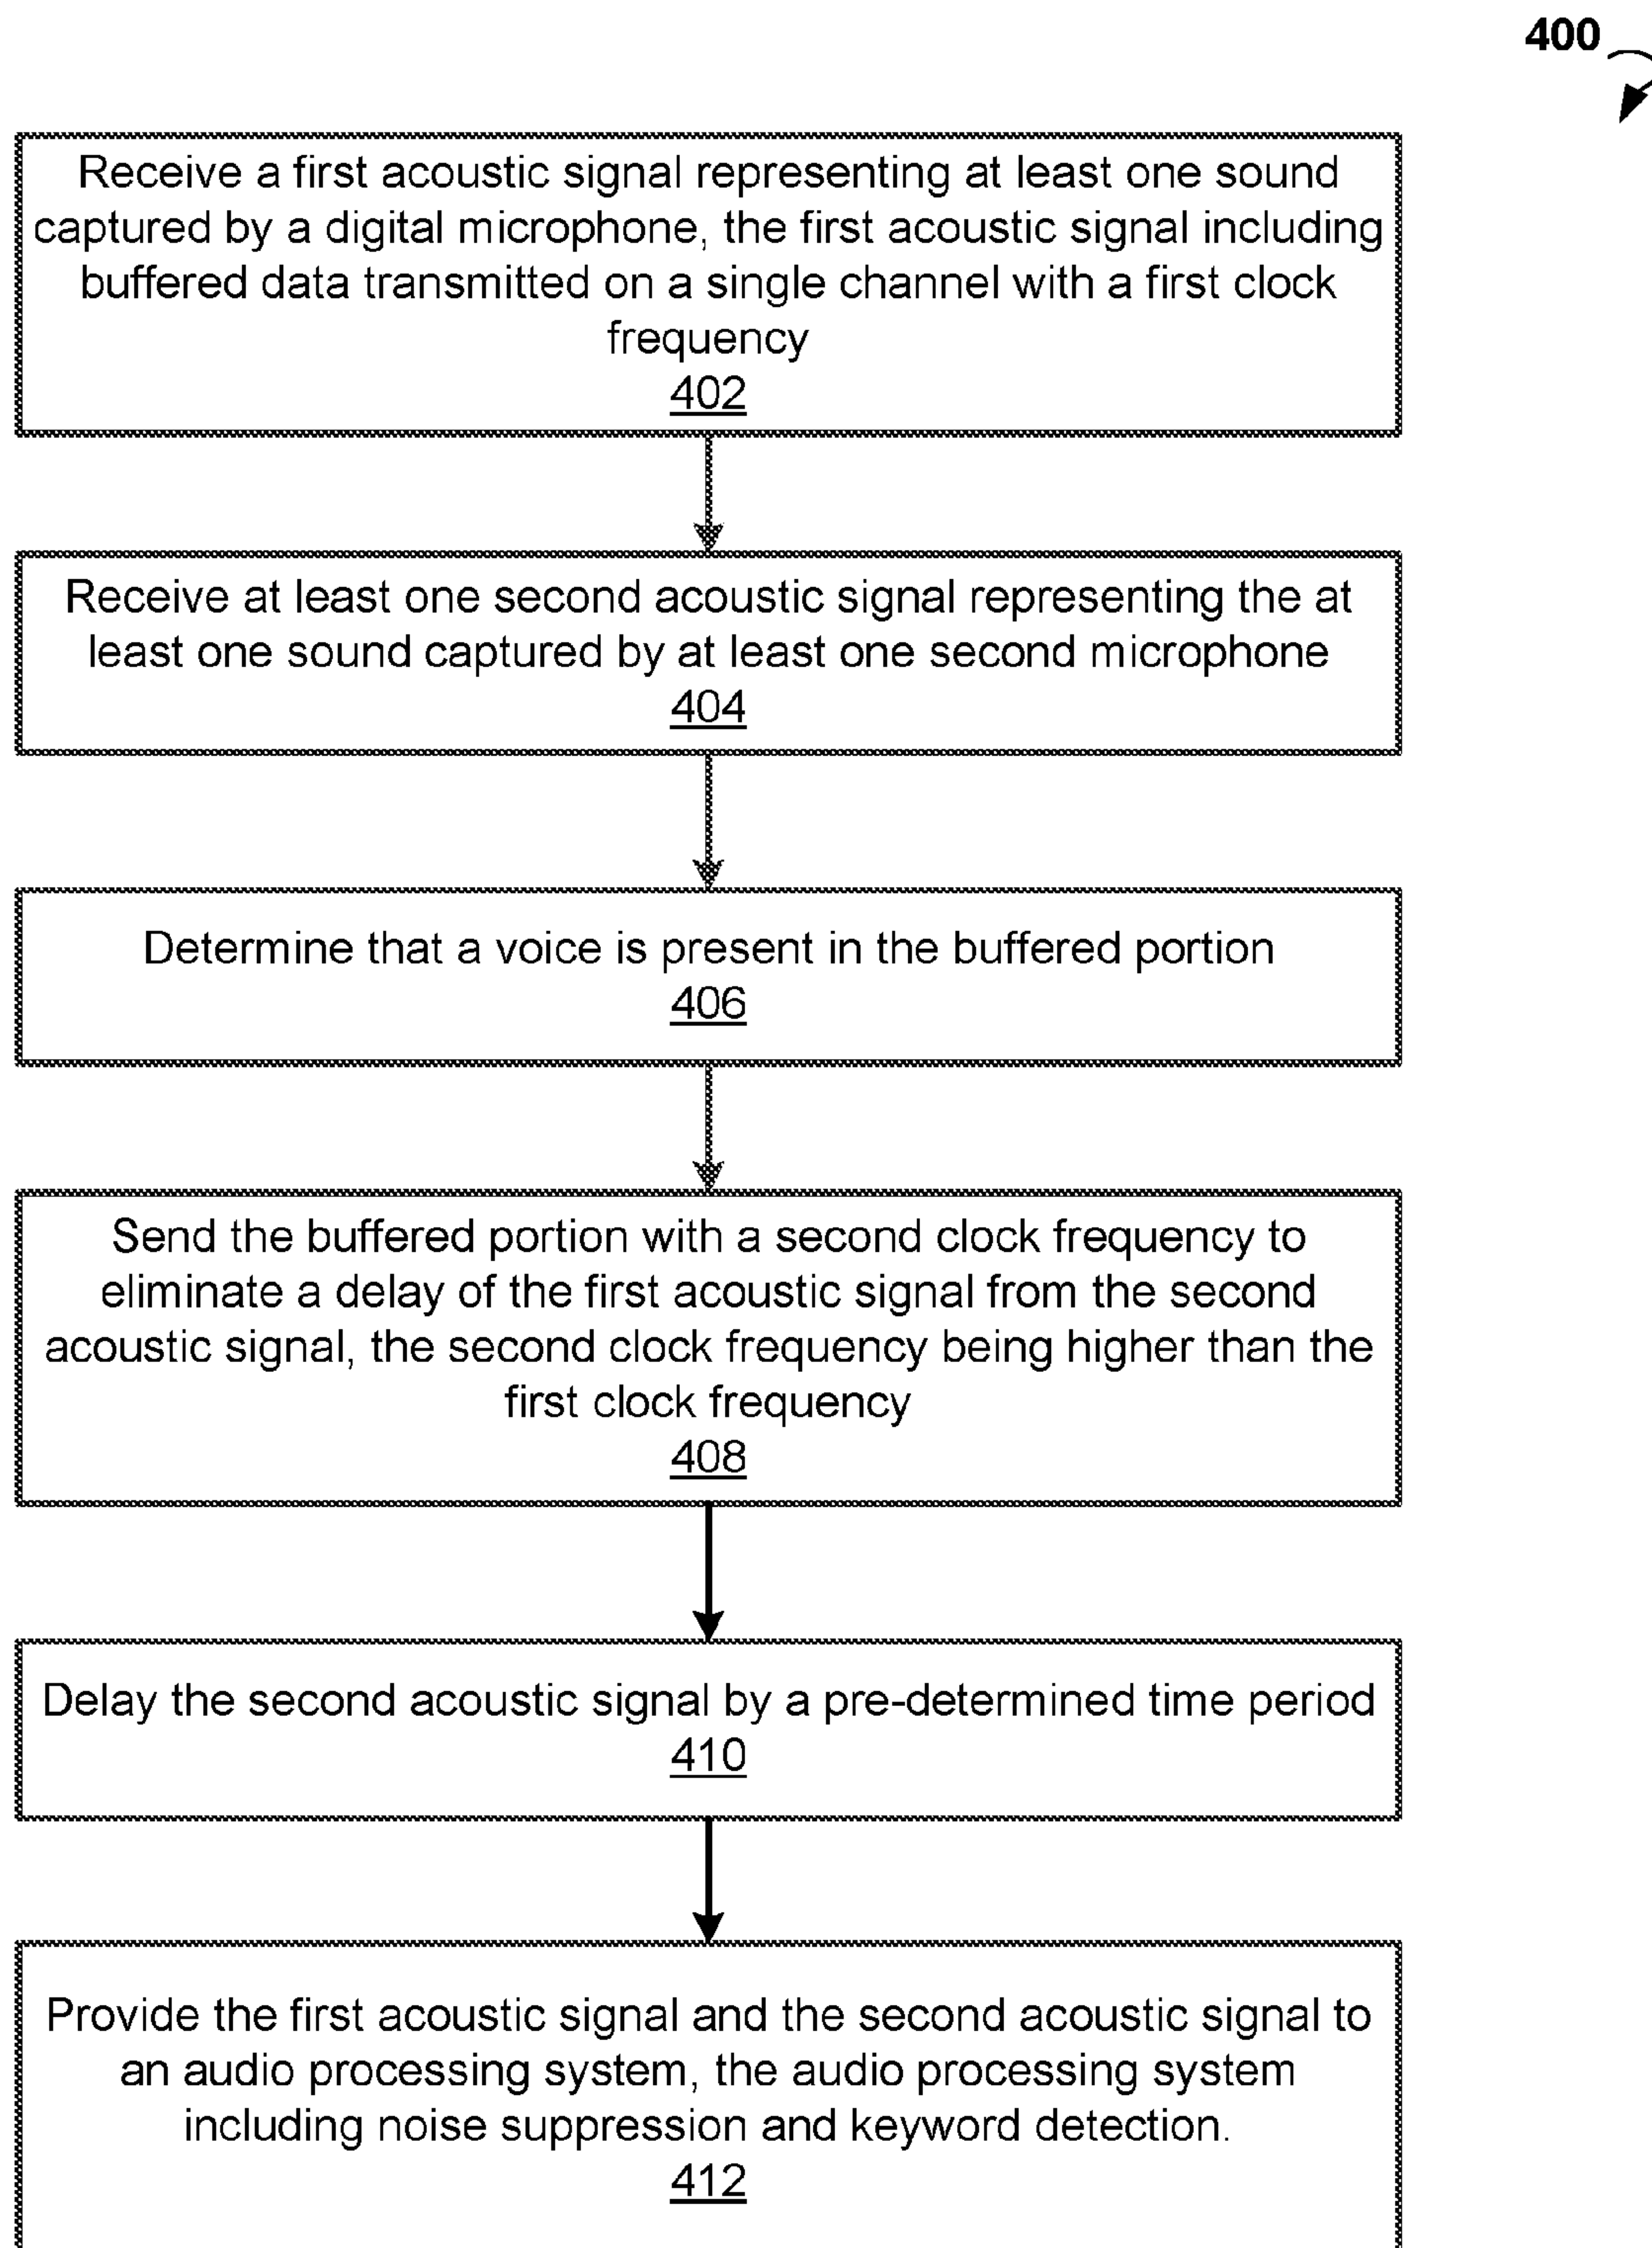 400
Receive a first acoustic signal representing at least one sound
captured by a digital microphone, the first acoustic signal including
buffered data transmitted on a single channel with a first clock
frequency
402
Receive at least one second acoustic signal representing the at
least one sound captured by at least one second microphone
404
Determine that a voice is present in the buffered portion
406
Send the buffered portion with a second clock frequency to
eliminate a delay of the first acoustic signal from the second
acoustic signal, the second clock frequency being higher than the
first clock frequency
408
Delay the second acoustic signal by a pre-determined time period
410
Provide the first acoustic signal and the second acoustic signal to
an audio processing system, the audio processing system
including noise suppression and keyword detection.
412